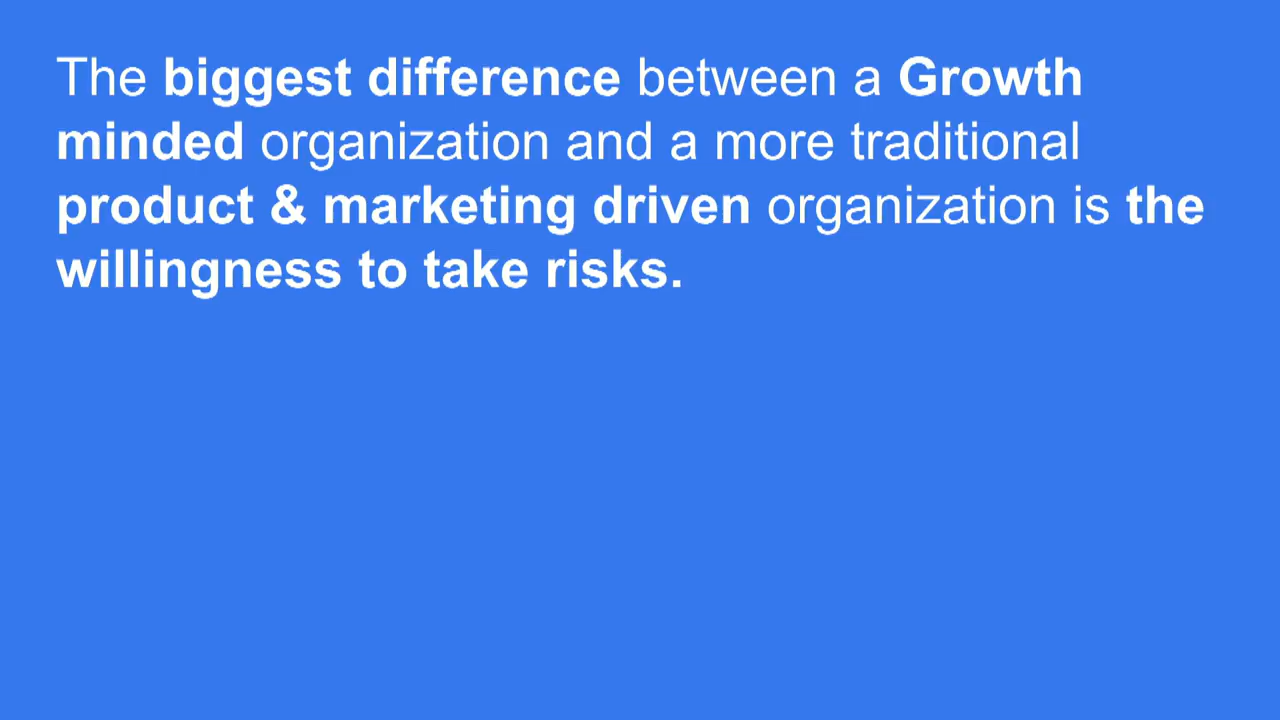 The biggest difference between a Growth
minded organization and a more traditional
product & marketing driven organization is the
willingness to take risks.